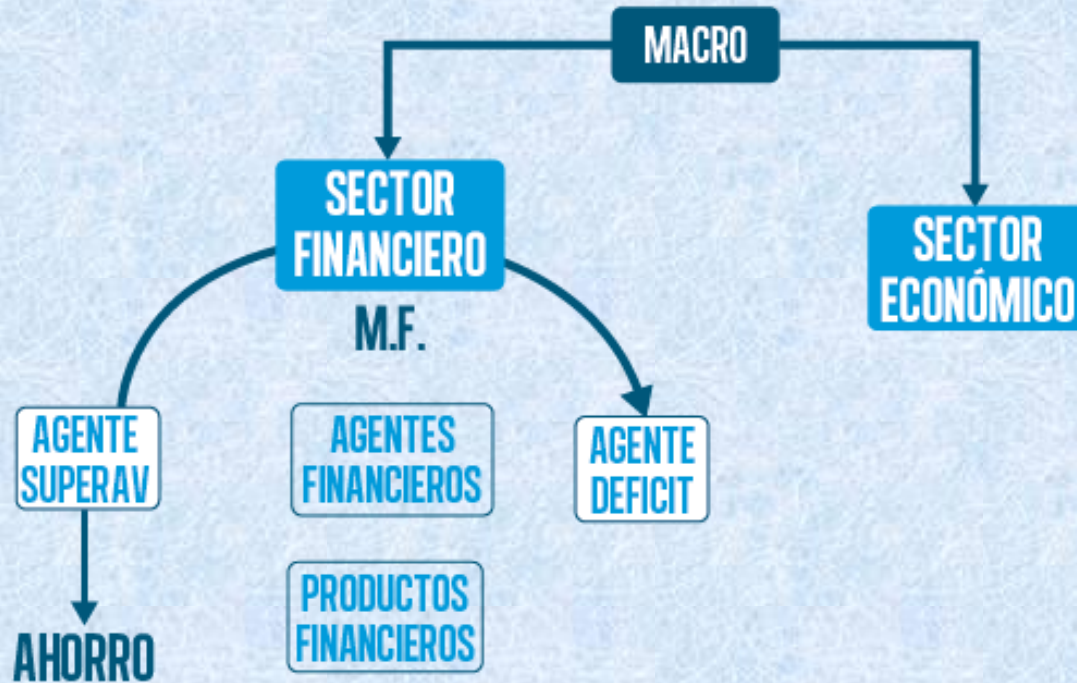 MACRO
SECTOR
FINANCIERO
M.F.
SECTOR
ECONÓMICO
AGENTE
SUPERAV
AGENTES
FINANCIEROS
AGENTE
DEFICIT
PRODUCTOS
FINANCIEROS
AHORRO